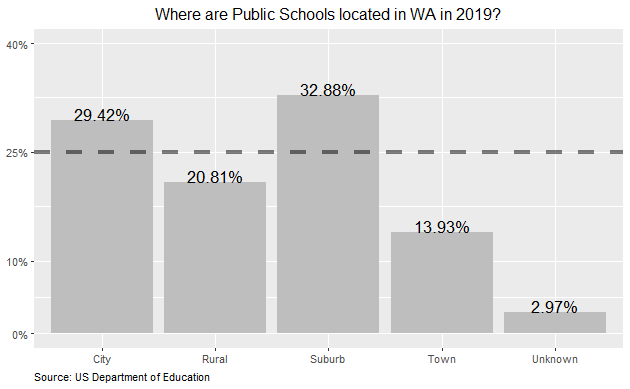 Where are Public Schools located in WA in 2019?
40%
25%
10%
0%
29.42%
20.81%
32.88%
13.93%
2.97%
City
Rural
Suburb
Town
Unknown
Source: US Department of Education